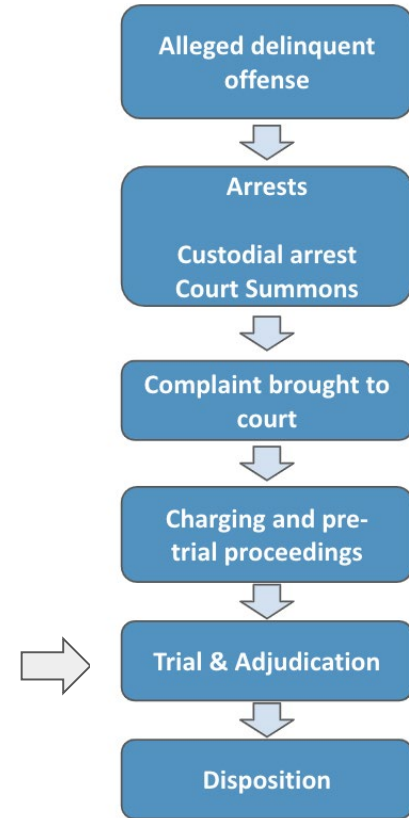 Alleged delinquent
offense
Arrests
Custodial arrest
Court Summons
Complaint brought to
court
Charging and pre-
trial proceedings
Trial & Adjudication
Disposition